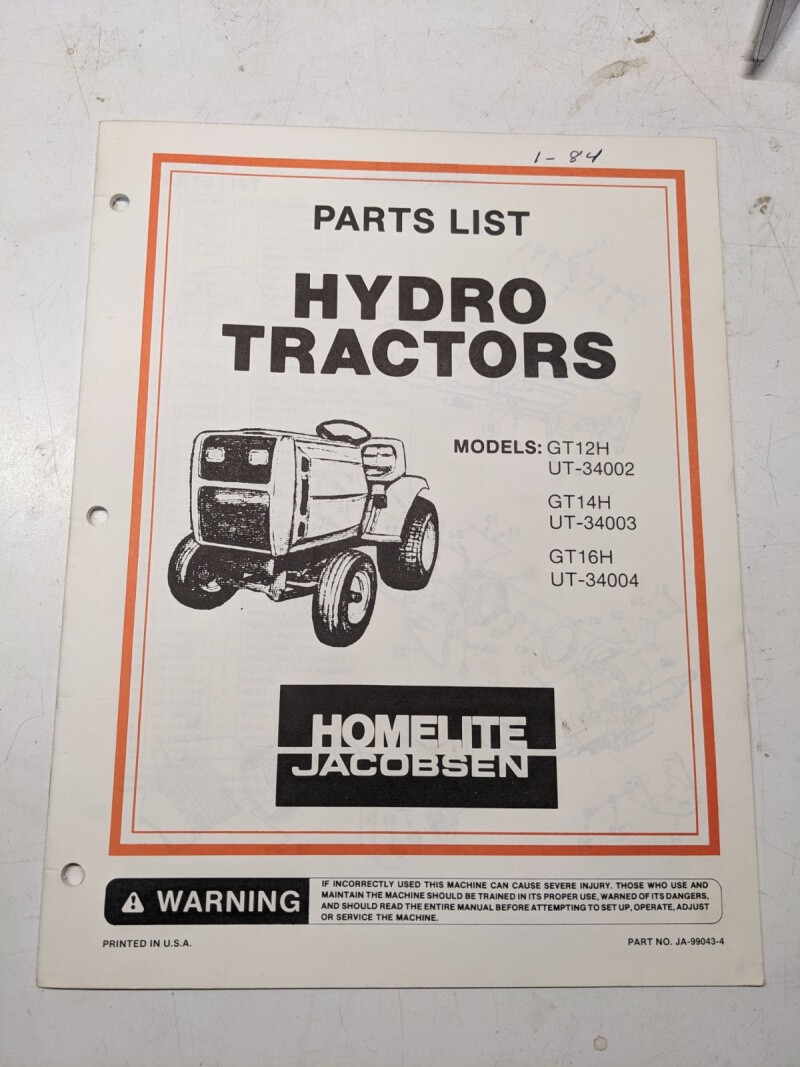 1-84
PARTS LIST
HYDRO
TRACTORS
MODELS: GT12H
UT-34002
GT14H
UT-34003
GT16H
UT-34004
HOMELITE
JACOBSEN
WARNING
IF INCORRECTLY USED THIS MACHINE CAN CAUSE SEVERE INJURY. THOSE WHO USE AND
MAINTAIN THE MACHINE SHOULD BE TRAINED IN ITS PROPER USE, WARNED OF ITS DANGERS,
AND SHOULD READ THE ENTIRE MANUAL BEFORE ATTEMPTING TO SET UP, OPERATE, ADJUST
OR SERVICE THE MACHINE.
PRINTED IN U.S.A.
PART NO. JA-99043-4